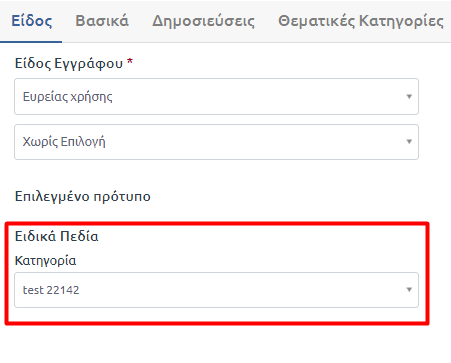 Είδος Βασικά Δημοσιεύσεις Θεματικές Κατηγορίες
Είδος Εγγράφου *
Ευρείας χρήσης
Χωρίς Επιλογή
Επιλεγμένο πρότυπο
Ειδικά Πεδία
Κατηγορία
test 22142